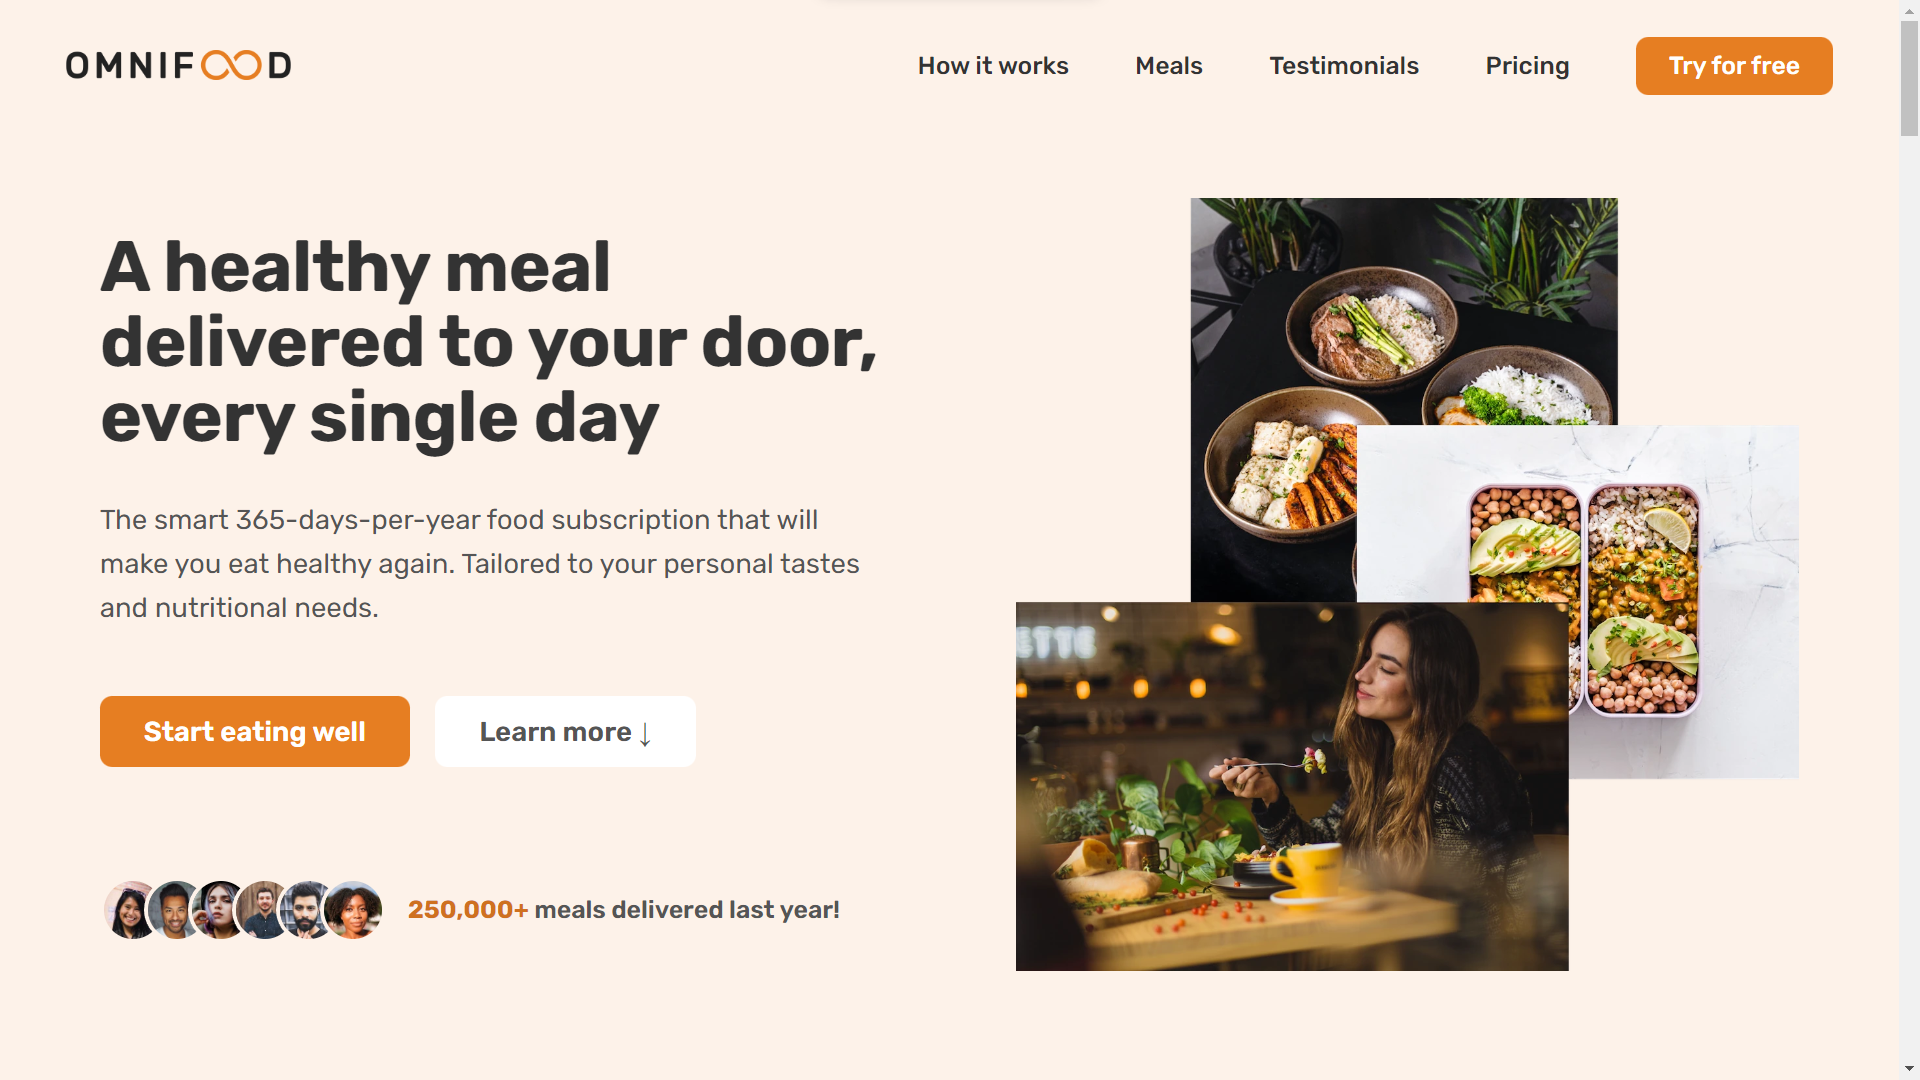 OMNIFOOD
How it works
Meals
Testimonials
Pricing
Try for free
A healthy meal
delivered to your door,
every single day
The smart 365-days-per-year food subscription that will
make you eat healthy again. Tailored to your personal tastes
and nutritional needs.
Start eating well
Learn more ↓
250,000+ meals delivered last year!
ETTE